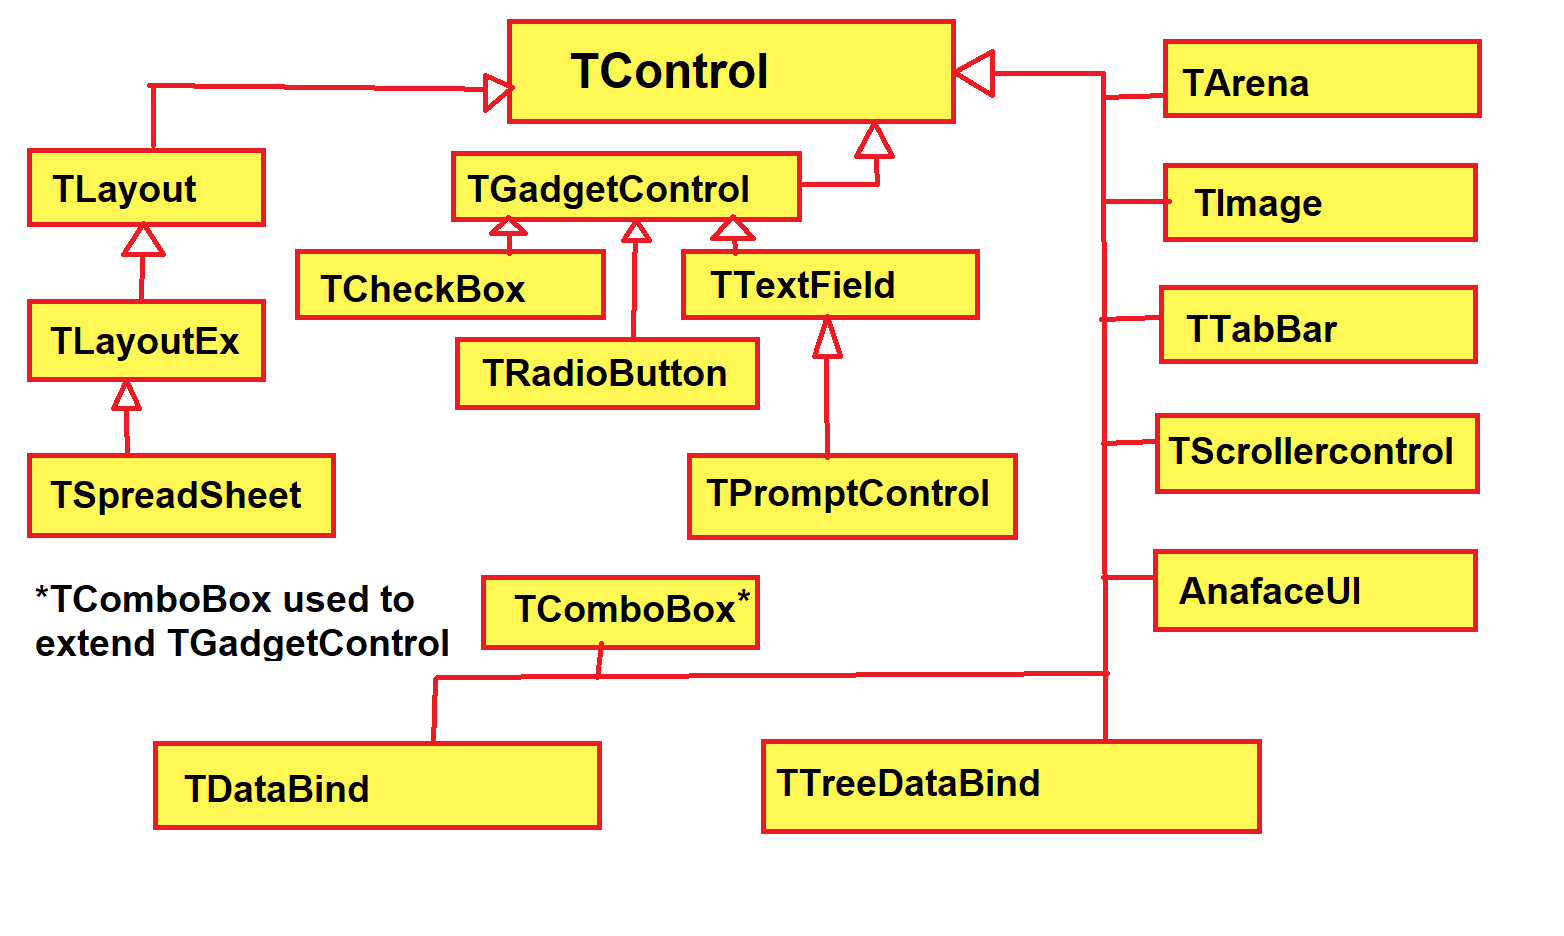 TControl
TArena
TLayout
TGadgetControl
TImage
TCheckBox
TTextField
TLayoutEx
TRadioButton
TTabBar
TSpreadSheet
TPromptControl
TScrollercontrol
*TComboBox used to
extend TGadgetControl
TComboBox*
AnafaceUI
TDataBind
TTreeDataBind